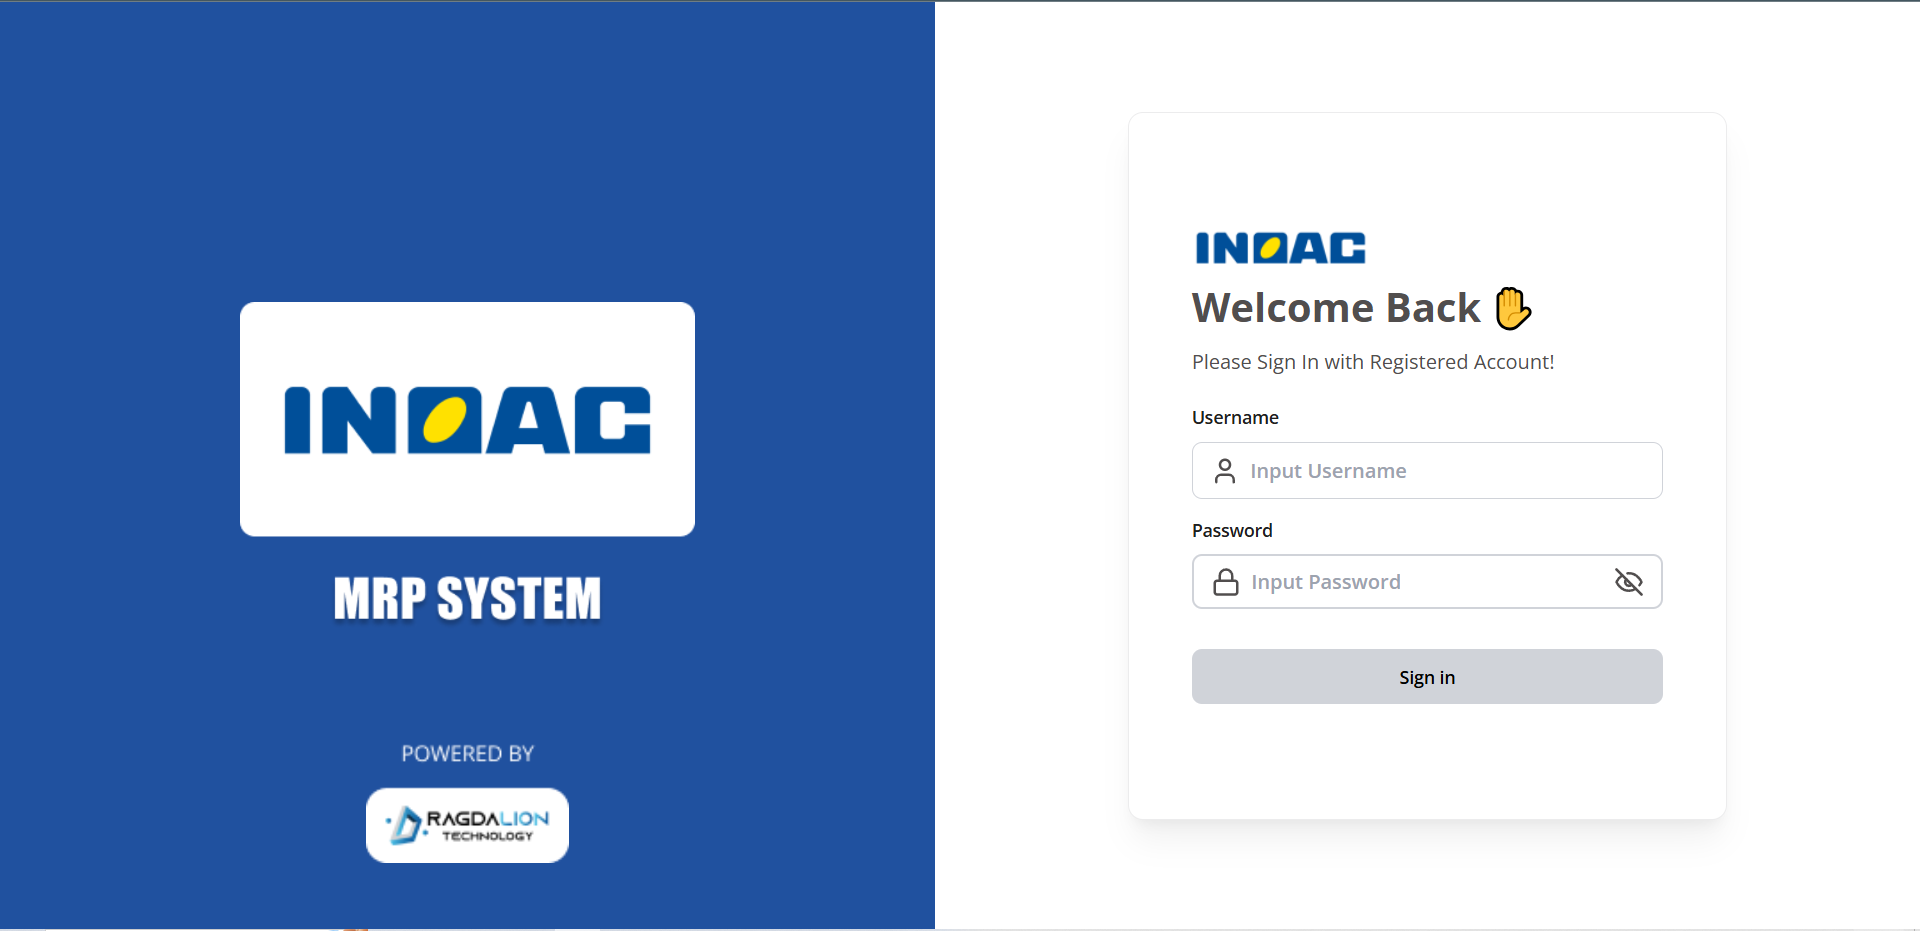 INOAC
MRP SYSTEM
POWERED BY
RAGDALION
TECHNOLOGY
INOAC
Welcome Back
Please Sign In with Registered Account!
Username
Input Username
Password
Input Password
Sign in